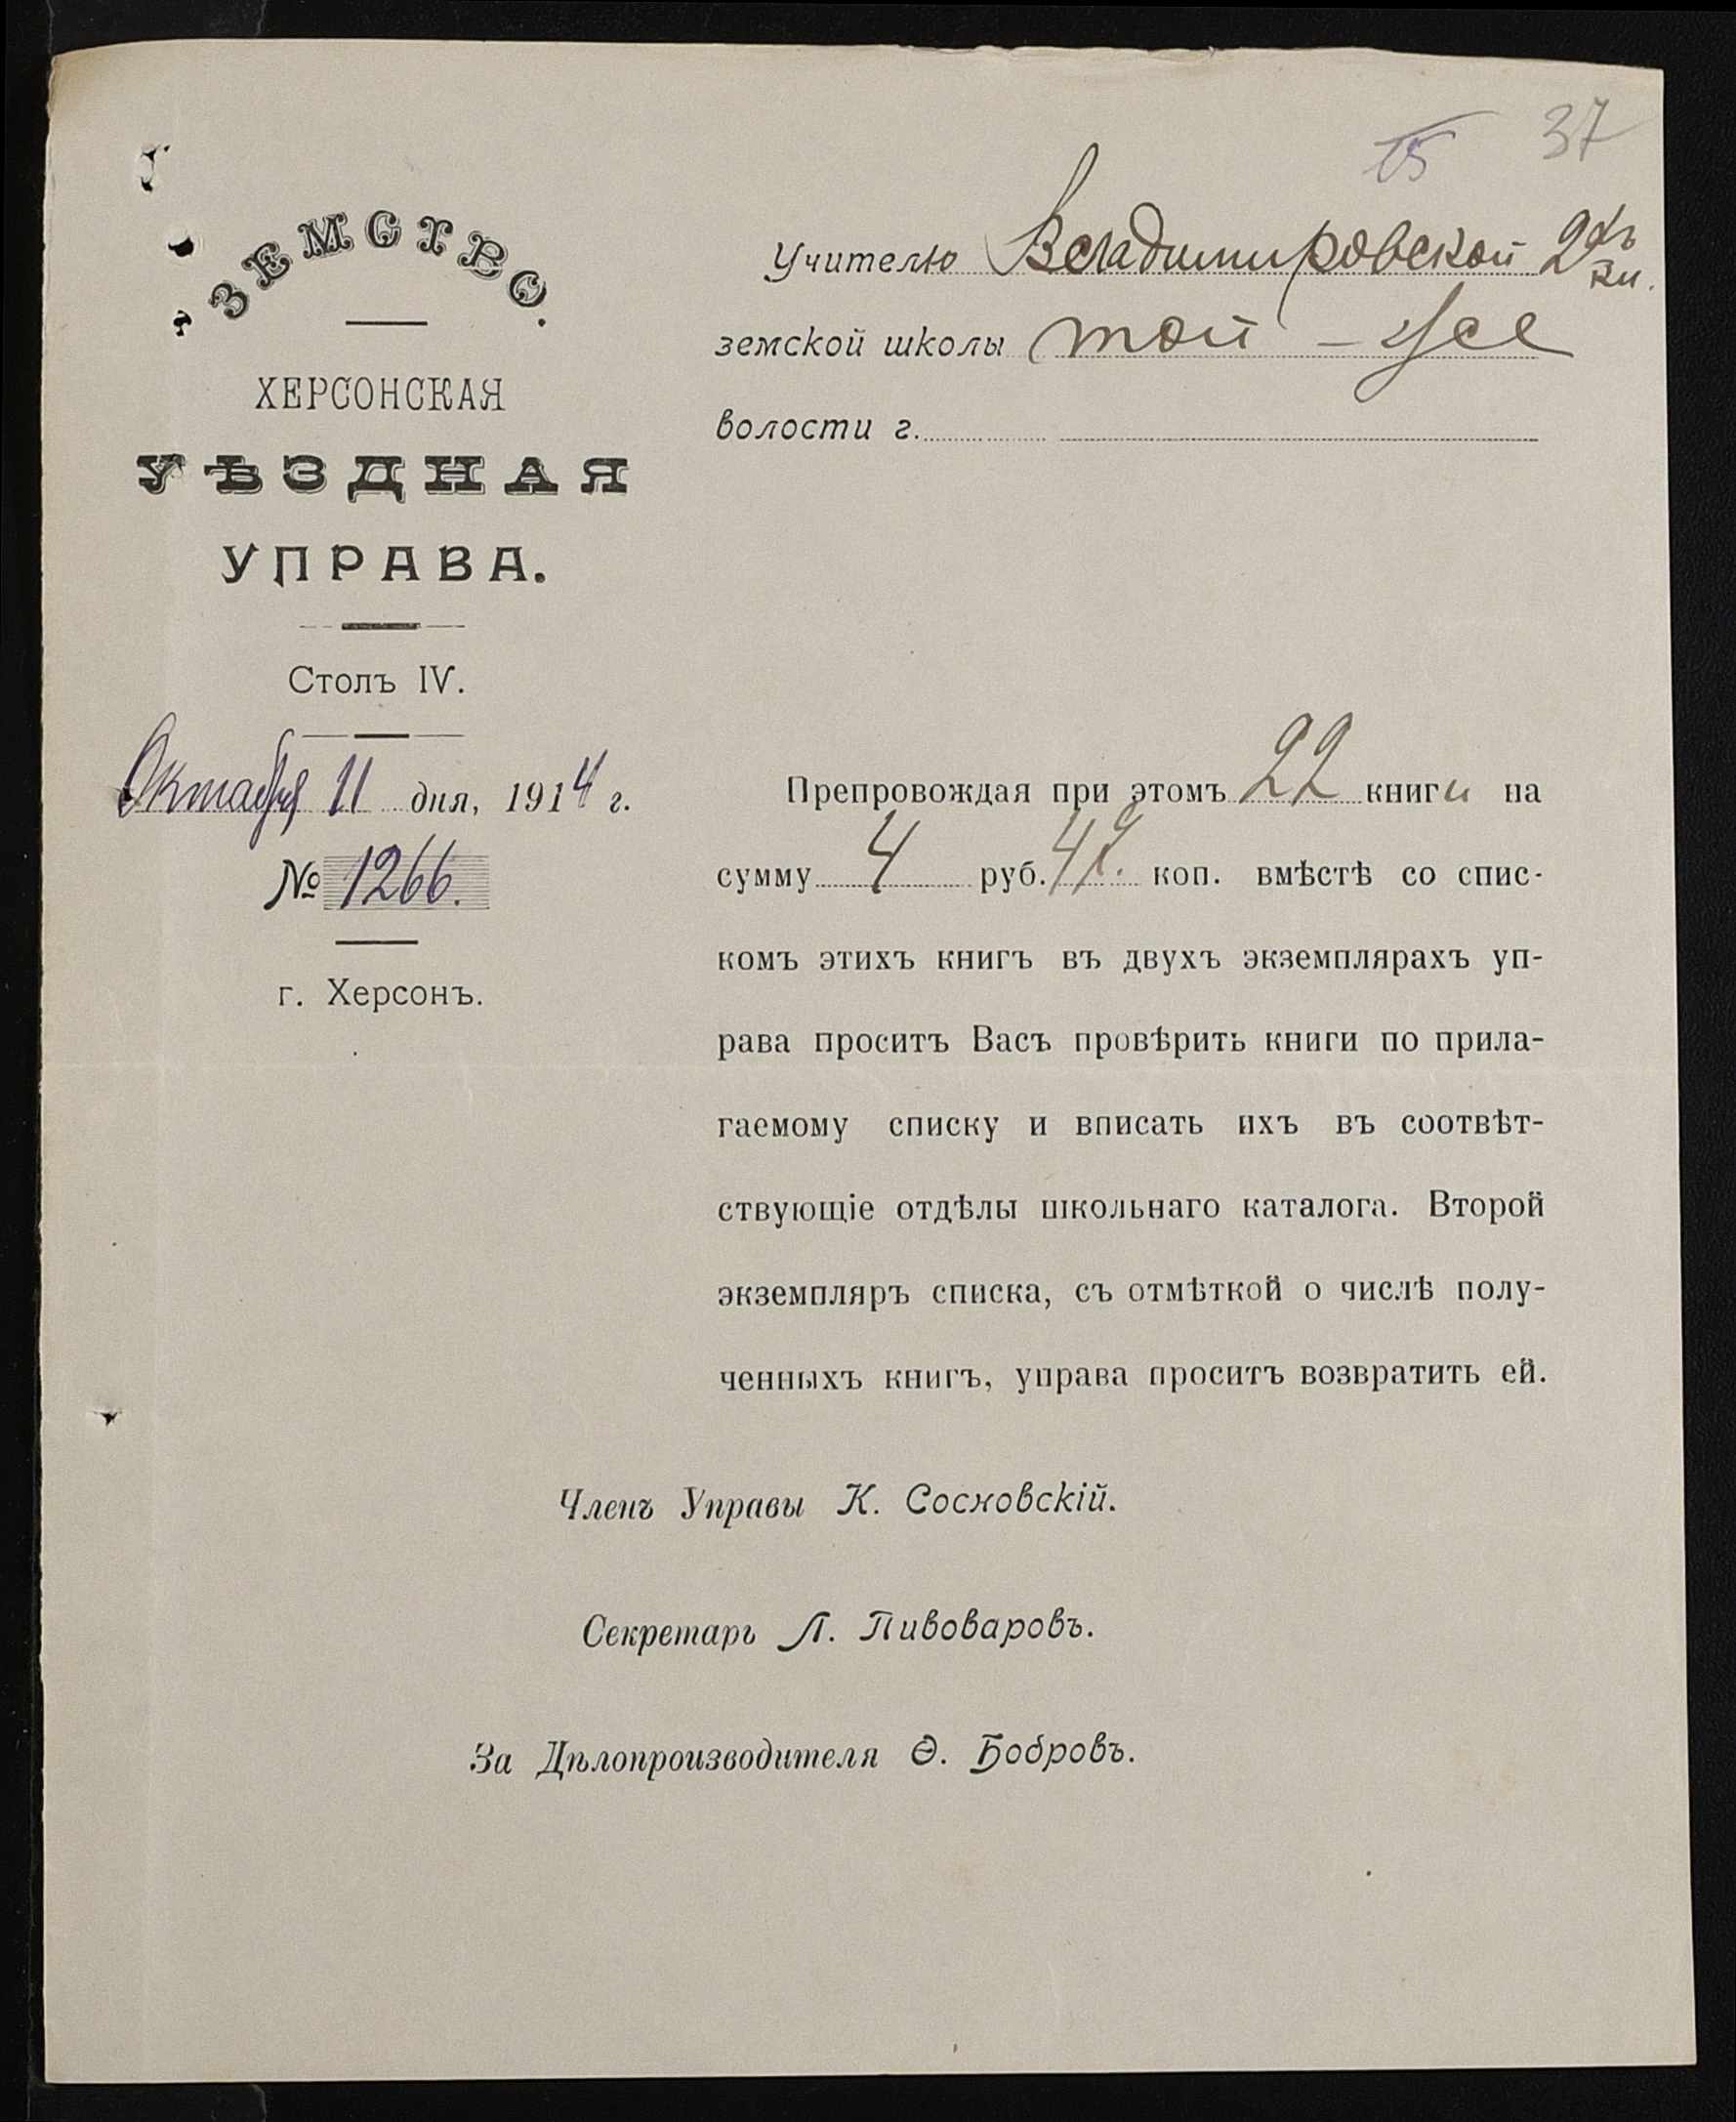 37
15
ЗЕМСТВО.
ХЕРСОНСКАЯ
УѢЗДНАЯ
УПРАВА.
Столъ IV.
Октября 11 дня, 1914 г.
№ 1266.
г. Херсонъ.
Учителю Владимировской 2хъ кл.
земской школы той-же
волости г.
Препровождая при этомъ 22 книги на
сумму 4 руб. коп. вмѣстѣ со спис-
комъ этихъ книгъ въ двухъ экземплярахъ уп-
рава проситъ Васъ провѣрить книги по прила-
гаемому списку и вписать ихъ въ соотвѣт-
ствующіе отдѣлы школьнаго каталога. Второй
экземпляръ списка, съ отмѣткой о числѣ полу-
ченныхъ книгъ, управа проситъ возвратить ей.
Членъ Управы К. Сосновскій.
Секретарь Л. Пивоваровъ.
За Дѣлопроизводителя Ѳ. Бобровъ.